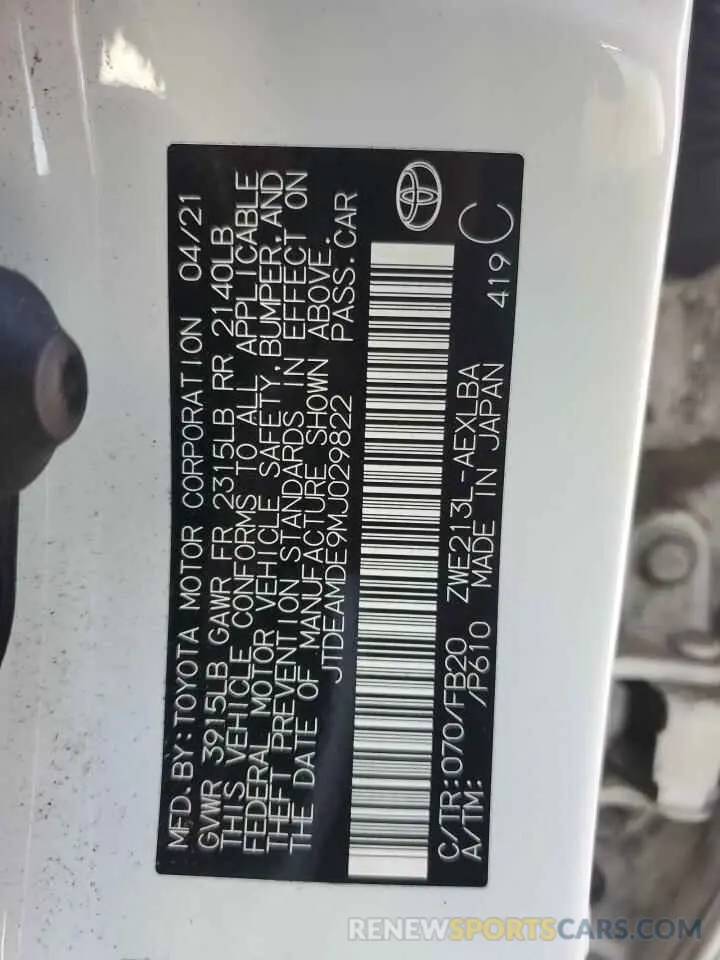 MFD.BY:TOYOTA MOTOR CORPORATION 04/21
GVWR 3915LB GAWR FR 2315LB RR 2140LB
THIS VEHICLE CONFORMS TO ALL APPLICABLE
FEDERAL MOTOR VEHICLE SAFETY, BUMPER, AND
THEFT PREVENTION STANDARDS IN EFFECT ON
THE DATE OF MANUFACTURE SHOWN ABOVE.
JTDEAMDE9MJ029822 PASS.CAR
C/TR:070/FB20 ZWE213L-AEXLBA 419 C
A/TM: /P610 MADE IN JAPAN
RENEWSPORTSCARS.COM